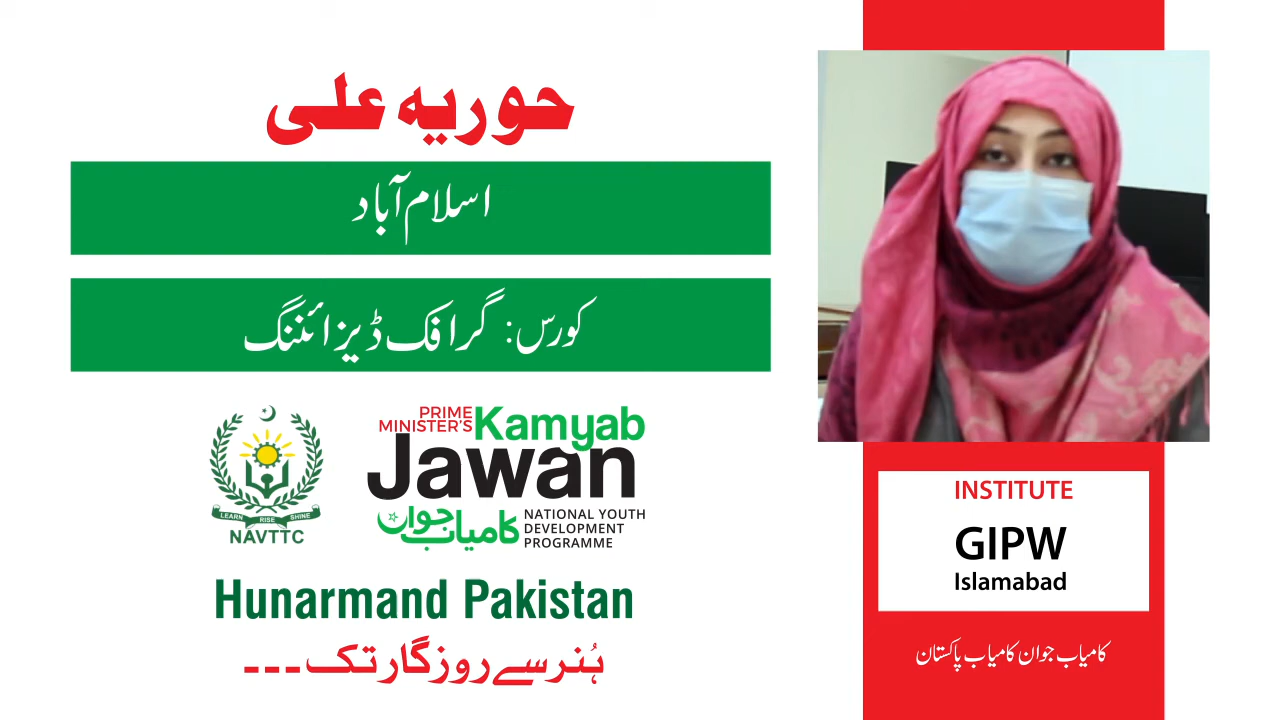 حوریہ علی
اسلام آباد
کورس: گرافک ڈیزائننگ
LEARN RISE SHINE
NAVTTC
PRIME
MINISTER'S Kamyab
Jawan
کامیاب جوان
NATIONAL YOUTH
DEVELOPMENT
PROGRAMME
Hunarmand Pakistan
ہُنر سے روزگار تک ---
INSTITUTE
GIPW
Islamabad
کامیاب جوان کامیاب پاکستان